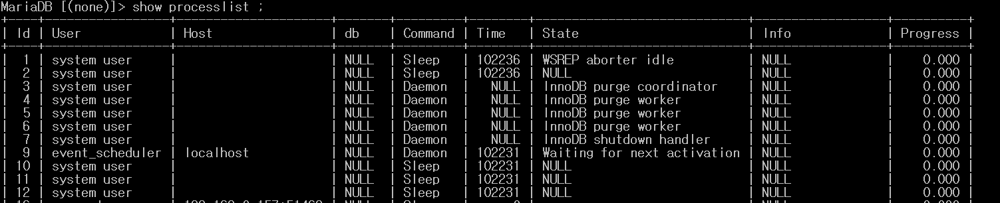 MariaDB [(none)]> show processlist ;
| Id | User | Host | db | Command | Time | State | Info | Progress |
| 1 | system user | | NULL | Sleep | 102236 | WSREP aborter idle | NULL | 0.000 |
| 2 | system user | | NULL | Sleep | 102236 | NULL | NULL | 0.000 |
| 3 | system user | | NULL | Daemon | NULL | InnoDB purge coordinator | NULL | 0.000 |
| 4 | system user | | NULL | Daemon | NULL | InnoDB purge worker | NULL | 0.000 |
| 5 | system user | | NULL | Daemon | NULL | InnoDB purge worker | NULL | 0.000 |
| 6 | system user | | NULL | Daemon | NULL | InnoDB purge worker | NULL | 0.000 |
| 7 | system user | | NULL | Daemon | NULL | InnoDB shutdown handler | NULL | 0.000 |
| 9 | event_scheduler | localhost | NULL | Daemon | 102231 | Waiting for next activation | NULL | 0.000 |
| 10 | system user | | NULL | Sleep | 102231 | NULL | NULL | 0.000 |
| 11 | system user | | NULL | Sleep | 102231 | NULL | NULL | 0.000 |
| 12 | system user | | NULL | Sleep | 102231 | NULL | NULL | 0.000 |